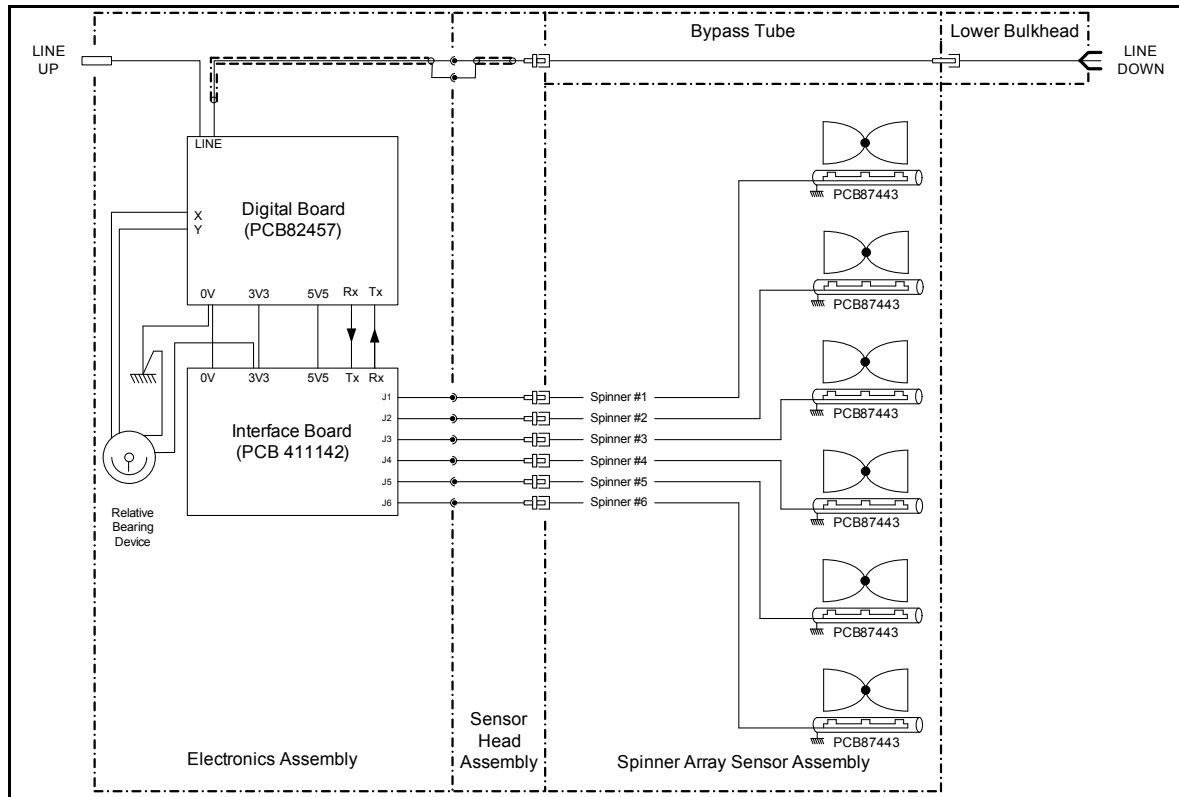 Bypass Tube
Lower Bulkhead
LINE
UP
LINE
DOWN
LINE
X
Y
Digital Board
(PCB82457)
0V 3V3 5V5 Rx Tx
0V 3V3 5V5 Tx Rx
Interface Board
(PCB 411142)
J1
J2
J3
J4
J5
J6
Relative
Bearing
Device
Spinner #1
Spinner #2
Spinner #3
Spinner #4
Spinner #5
Spinner #6
PCB87443
PCB87443
PCB87443
PCB87443
PCB87443
PCB87443
Electronics Assembly
Sensor
Head
Assembly
Spinner Array Sensor Assembly